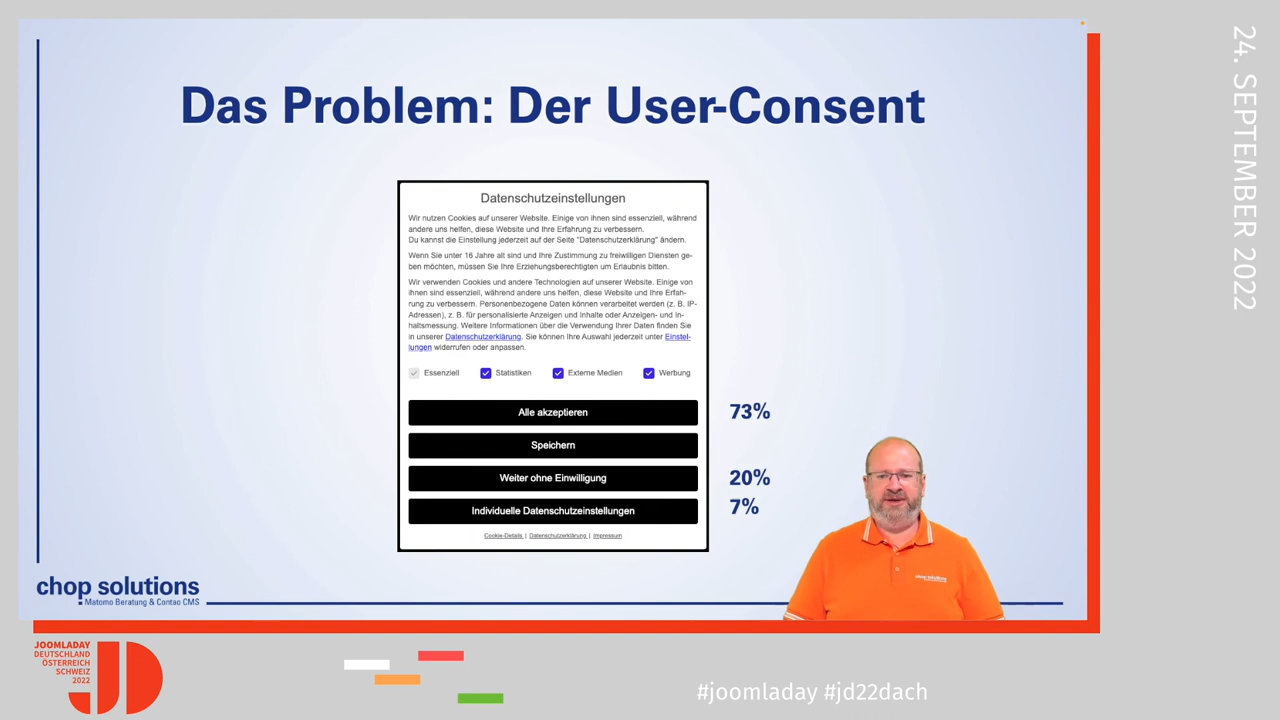 Das Problem: Der User-Consent
Datenschutzeinstellungen
Wir nutzen Cookies auf unserer Website. Einige von ihnen sind essenziell, während
andere uns helfen, diese Website und Ihre Erfahrung zu verbessern.
Du kannst die Einstellung jederzeit auf der Seite "Datenschutzerklärung" ändern.
Wenn Sie unter 16 Jahre alt sind und Ihre Zustimmung zu freiwilligen Diensten ge-
ben möchten, müssen Sie Ihre Erziehungsberechtigten um Erlaubnis bitten.
Wir verwenden Cookies und andere Technologien auf unserer Website. Einige von
ihnen sind essenziell, während andere uns helfen, diese Website und Ihre Erfah-
rung zu verbessern. Personenbezogene Daten können verarbeitet werden (z. B. IP-
Adressen), z. B. für personalisierte Anzeigen und Inhalte oder Anzeigen- und In-
haltsmessung. Weitere Informationen über die Verwendung Ihrer Daten finden Sie
in unserer Datenschutzerklärung. Sie können Ihre Auswahl jederzeit unter Einstel-
lungen widerrufen oder anpassen.
Essenziell Statistiken Externe Medien Werbung
Alle akzeptieren 73%
Speichern
Weiter ohne Einwilligung 20%
Individuelle Datenschutzeinstellungen 7%
Cookie-Details | Datenschutzerklärung | Impressum
chop solutions
Matomo Beratung & Contao CMS
chop solutions
24. SEPTEMBER 2022
JOOMLADAY
DEUTSCHLAND
ÖSTERREICH
SCHWEIZ
2022
JD
#joomladay #jd22dach